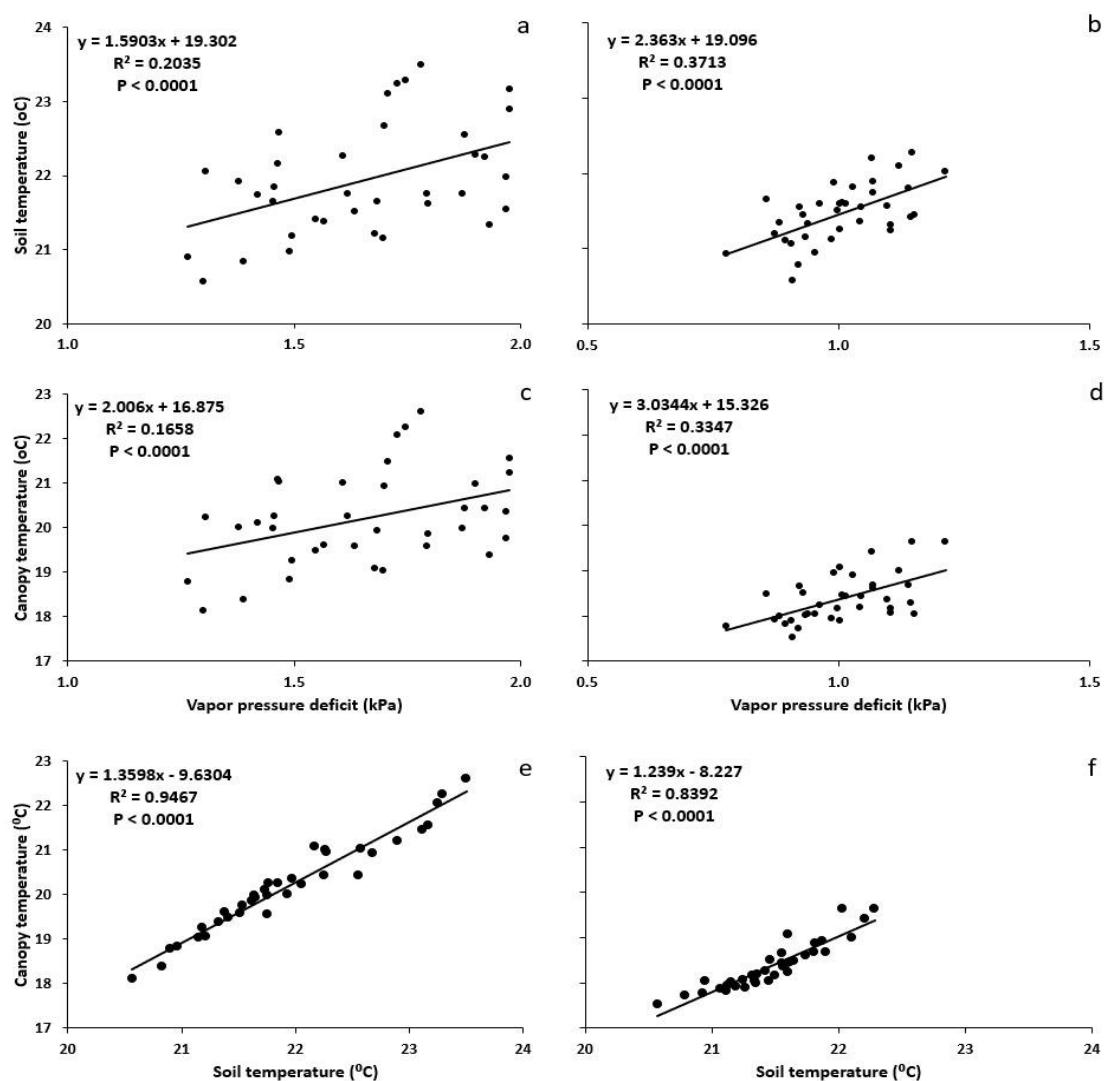 a
y = 1.5903x + 19.302
R² = 0.2035
P < 0.0001
Soil temperature (oC)
24
23
22
21
20
1.0
1.5
2.0
b
y = 2.363x + 19.096
R² = 0.3713
P < 0.0001
0.5
1.0
1.5
c
y = 2.006x + 16.875
R² = 0.1658
P < 0.0001
Canopy temperature (oC)
23
22
21
20
19
18
17
1.0
1.5
2.0
Vapor pressure deficit (kPa)
d
y = 3.0344x + 15.326
R² = 0.3347
P < 0.0001
0.5
1.0
1.5
Vapor pressure deficit (kPa)
e
y = 1.3598x - 9.6304
R² = 0.9467
P < 0.0001
Canopy temperature (⁰C)
23
22
21
20
19
18
17
20
21
22
23
24
Soil temperature (⁰C)
f
y = 1.239x - 8.227
R² = 0.8392
P < 0.0001
20
21
22
23
24
Soil temperature (⁰C)